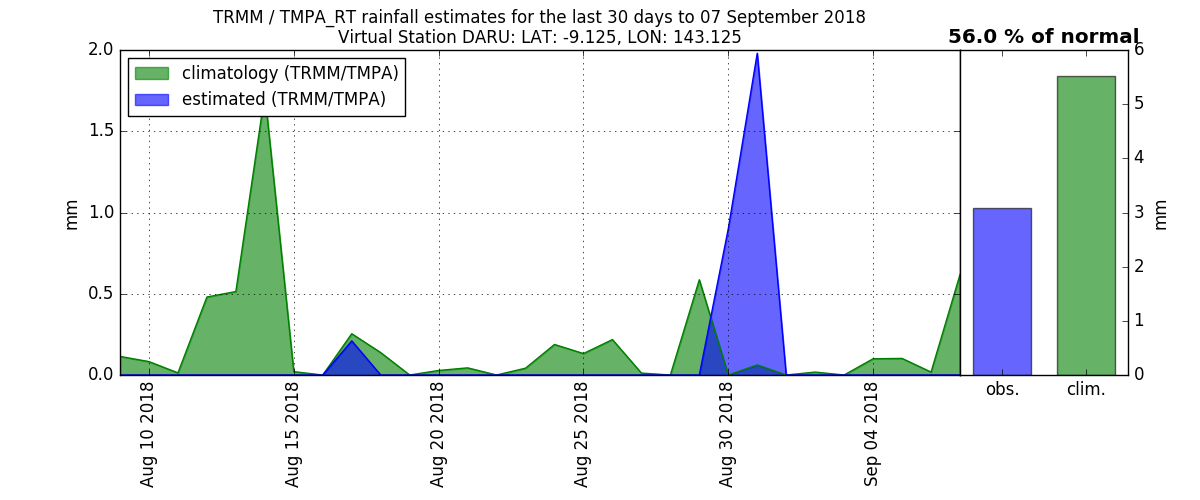 TRMM / TMPA_RT rainfall estimates for the last 30 days to 07 September 2018
Virtual Station DARU: LAT: -9.125, LON: 143.125
56.0 % of normal
climatology (TRMM/TMPA)
estimated (TRMM/TMPA)
2.0
1.5
1.0
0.5
0.0
mm
Aug 10 2018
Aug 15 2018
Aug 20 2018
Aug 25 2018
Aug 30 2018
Sep 04 2018
6
5
4
3
2
1
0
mm
obs.
clim.